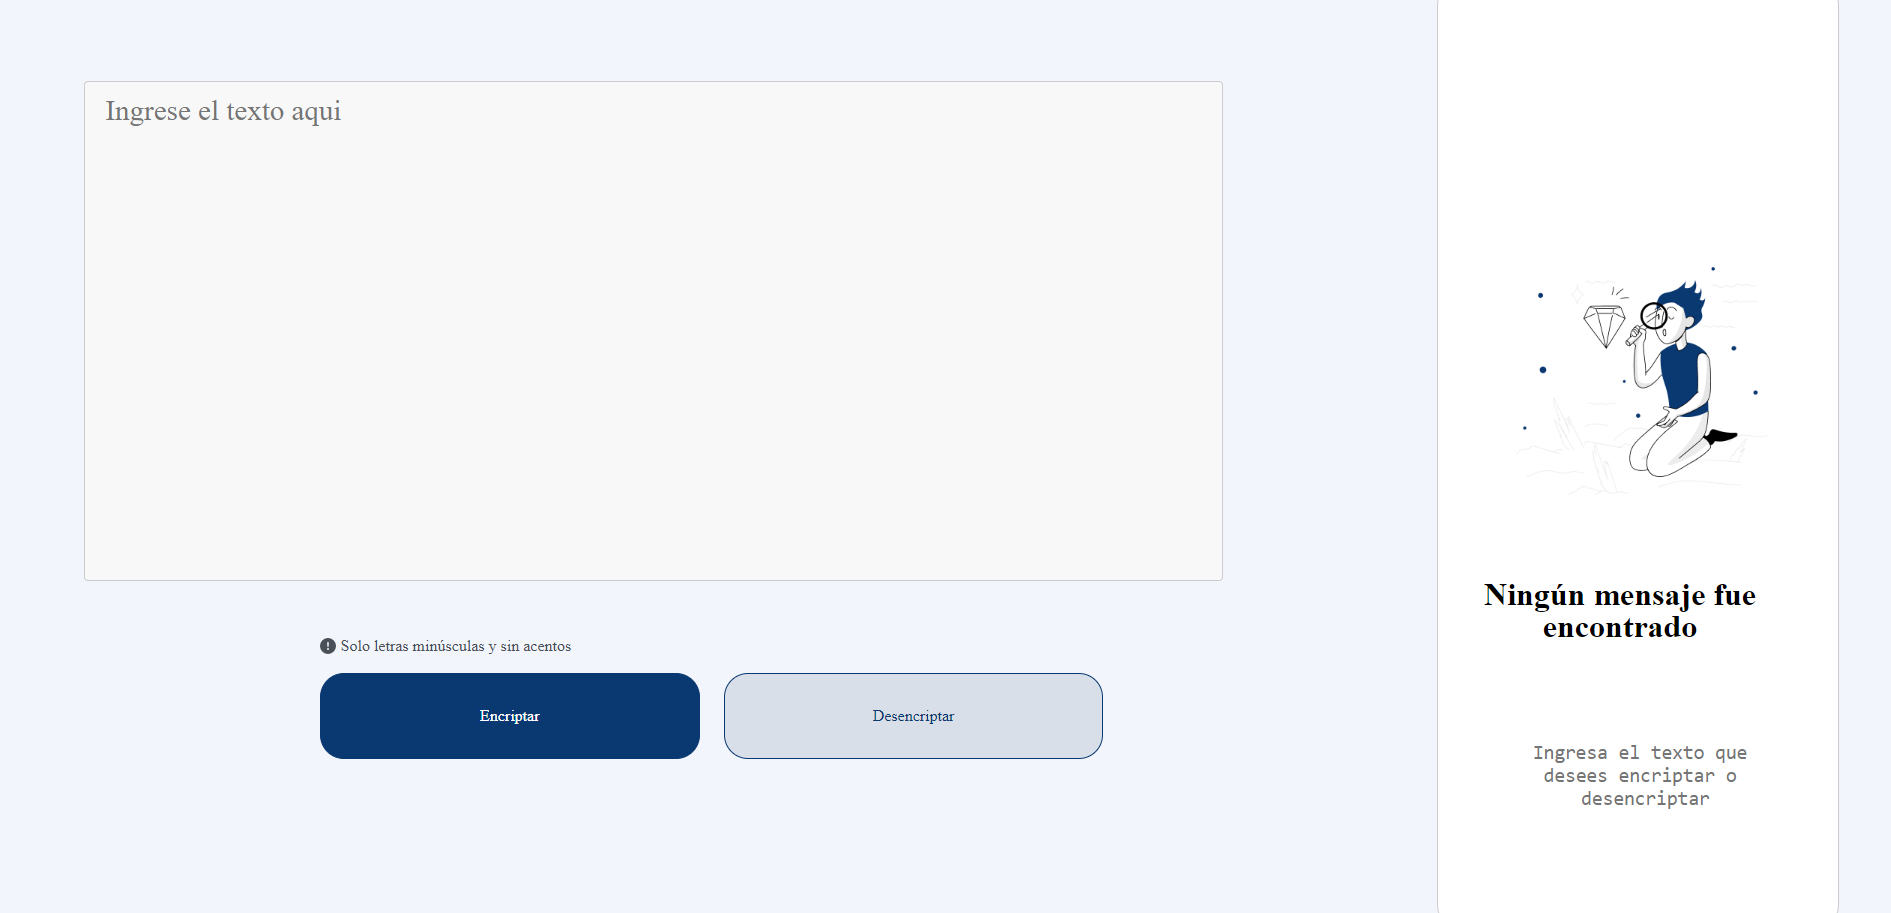 Ingrese el texto aqui
Solo letras minúsculas y sin acentos
Encriptar
Desencriptar
Ningún mensaje fue
encontrado
Ingresa el texto que
desees encriptar o
desencriptar